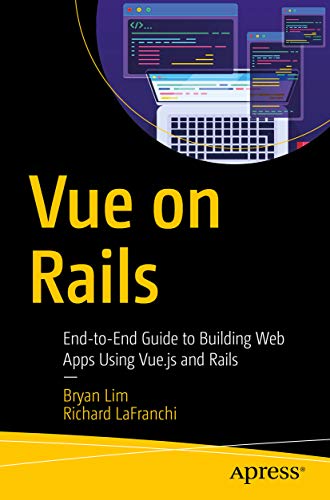 Vue on
Rails
End-to-End Guide to Building Web
Apps Using Vue.js and Rails
—
Bryan Lim
Richard LaFranchi
Apress®